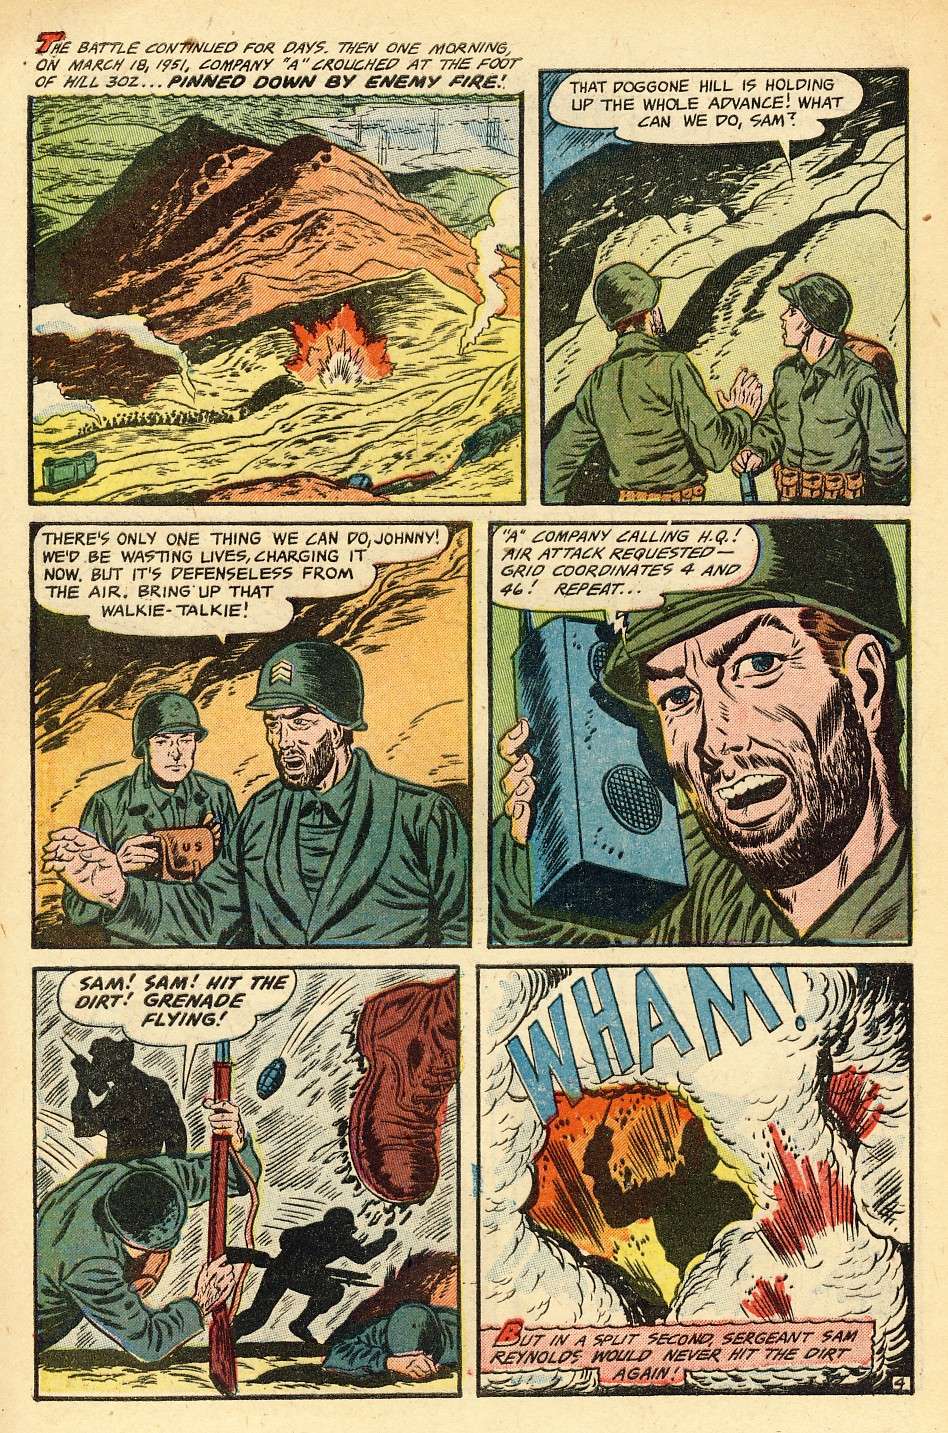 THE BATTLE CONTINUED FOR DAYS. THEN ONE MORNING,
ON MARCH 18, 1951, COMPANY "A" CROUCHED AT THE FOOT
OF HILL 302... PINNED DOWN BY ENEMY FIRE!
THAT DOGGONE HILL IS HOLDING
UP THE WHOLE ADVANCE! WHAT
CAN WE DO, SAM?
THERE'S ONLY ONE THING WE CAN DO, JOHNNY!
WE'D BE WASTING LIVES, CHARGING IT
NOW. BUT IT'S DEFENSELESS FROM
THE AIR. BRING UP THAT
WALKIE-TALKIE!
US
"A" COMPANY CALLING H.Q.!
AIR ATTACK REQUESTED—
GRID COORDINATES 4 AND
46! REPEAT...
SAM! SAM! HIT THE
DIRT! GRENADE
FLYING!
WHAM!
BUT IN A SPLIT SECOND, SERGEANT SAM
REYNOLDS WOULD NEVER HIT THE DIRT
AGAIN!
4